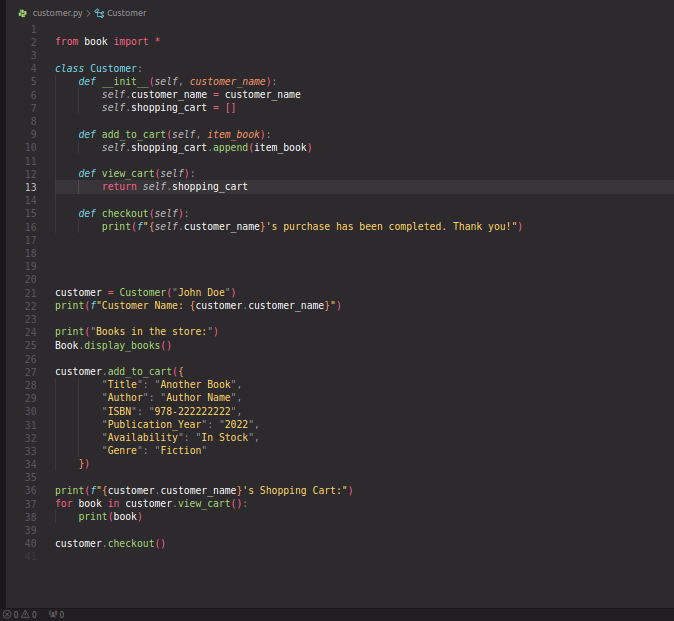 customer.py > Customer
1
2 from book import *
3
4 class Customer:
5     def __init__(self, customer_name):
6         self.customer_name = customer_name
7         self.shopping_cart = []
8
9     def add_to_cart(self, item_book):
10         self.shopping_cart.append(item_book)
11
12     def view_cart(self):
13         return self.shopping_cart
14
15     def checkout(self):
16         print(f"{self.customer_name}'s purchase has been completed. Thank you!")
17
18
19
20
21 customer = Customer("John Doe")
22 print(f"Customer Name: {customer.customer_name}")
23
24 print("Books in the store:")
25 Book.display_books()
26
27 customer.add_to_cart({
28         "Title": "Another Book",
29         "Author": "Author Name",
30         "ISBN": "978-222222222",
31         "Publication_Year": "2022",
32         "Availability": "In Stock",
33         "Genre": "Fiction"
34     })
35
36 print(f"{customer.customer_name}'s Shopping Cart:")
37 for book in customer.view_cart():
38     print(book)
39
40 customer.checkout()
41
0 0 0